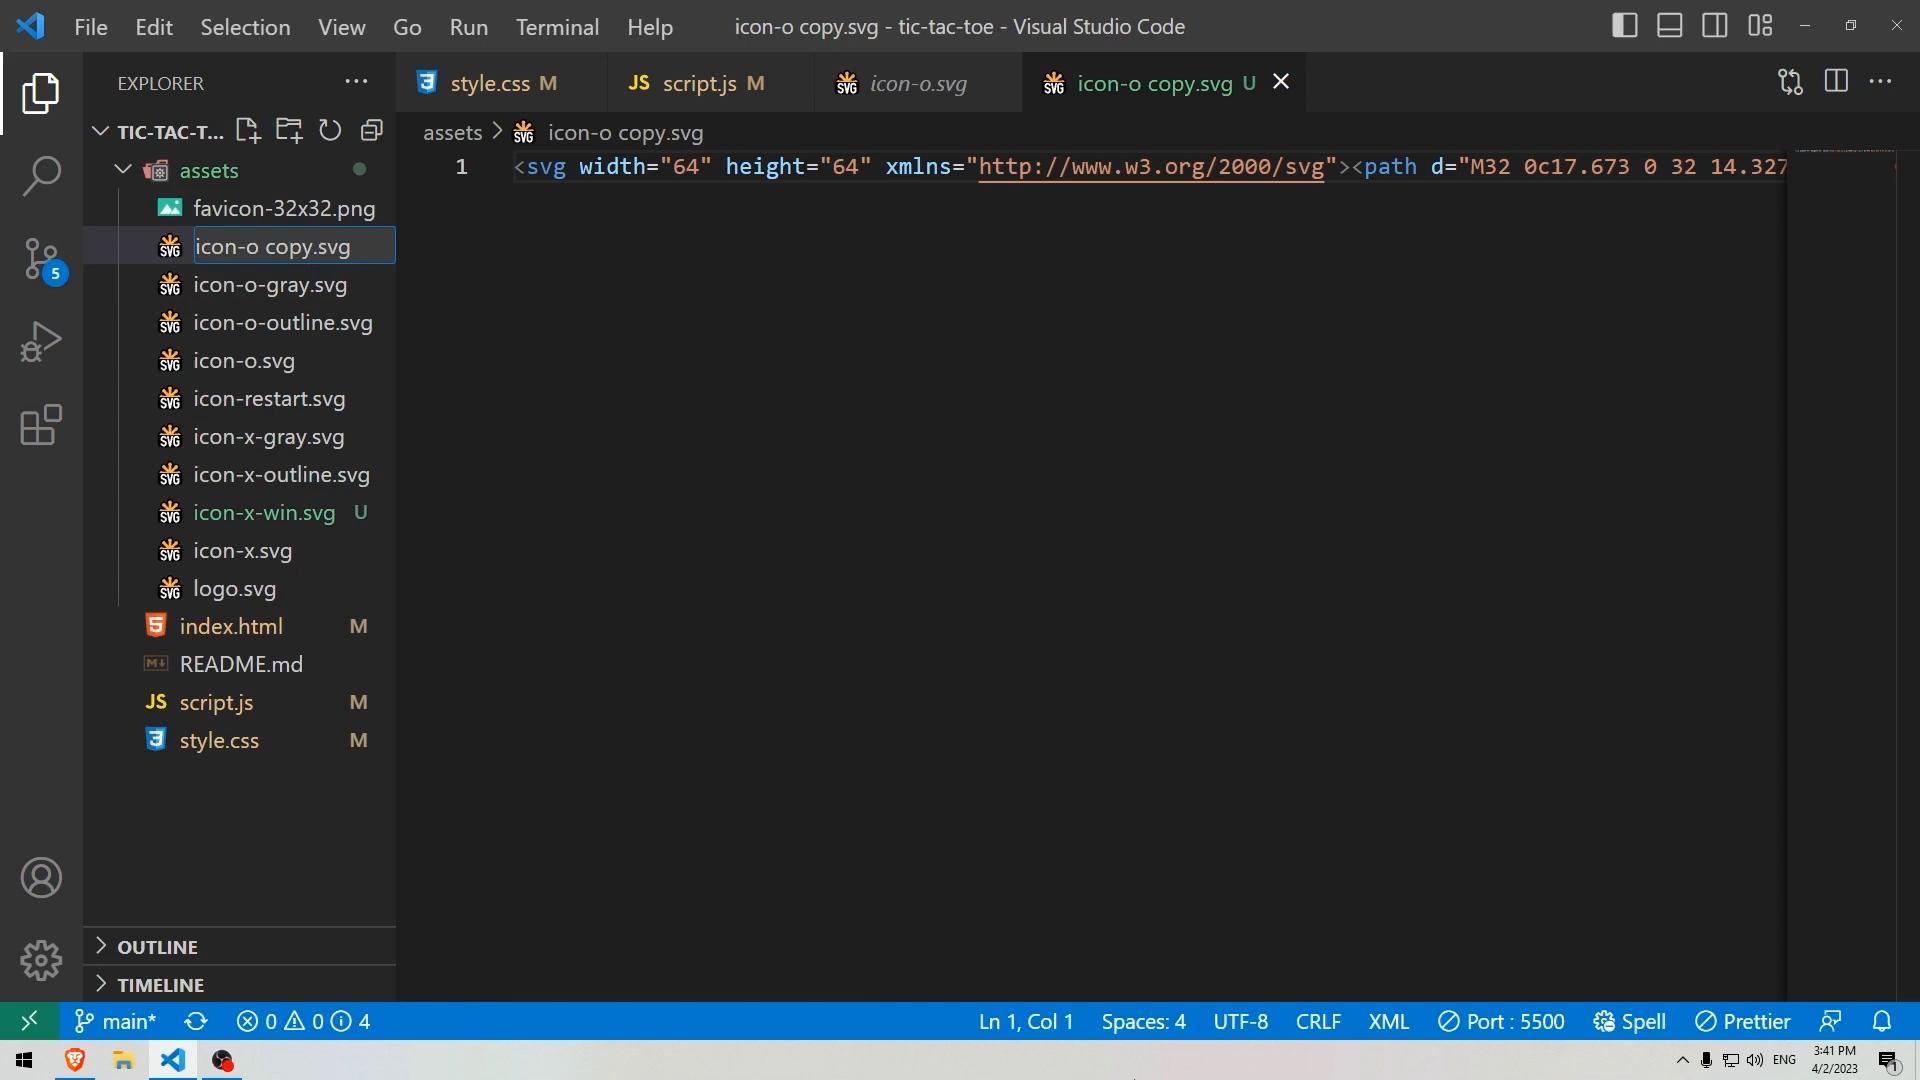 File Edit Selection View Go Run Terminal Help
icon-o copy.svg - tic-tac-toe - Visual Studio Code
EXPLORER
TIC-TAC-T...
assets
favicon-32x32.png
icon-o copy.svg
icon-o-gray.svg
icon-o-outline.svg
icon-o.svg
icon-restart.svg
icon-x-gray.svg
icon-x-outline.svg
icon-x-win.svg U
icon-x.svg
logo.svg
index.html M
README.md
JS script.js M
style.css M
OUTLINE
TIMELINE
style.css M
JS script.js M
icon-o.svg
icon-o copy.svg U
assets > icon-o copy.svg
1 <svg width="64" height="64" xmlns="http://www.w3.org/2000/svg"><path d="M32 0c17.673 0 32 14.327
5
main* 0 0 4
Ln 1, Col 1 Spaces: 4 UTF-8 CRLF XML Port : 5500 Spell Prettier
ENG
3:41 PM
4/2/2023
1